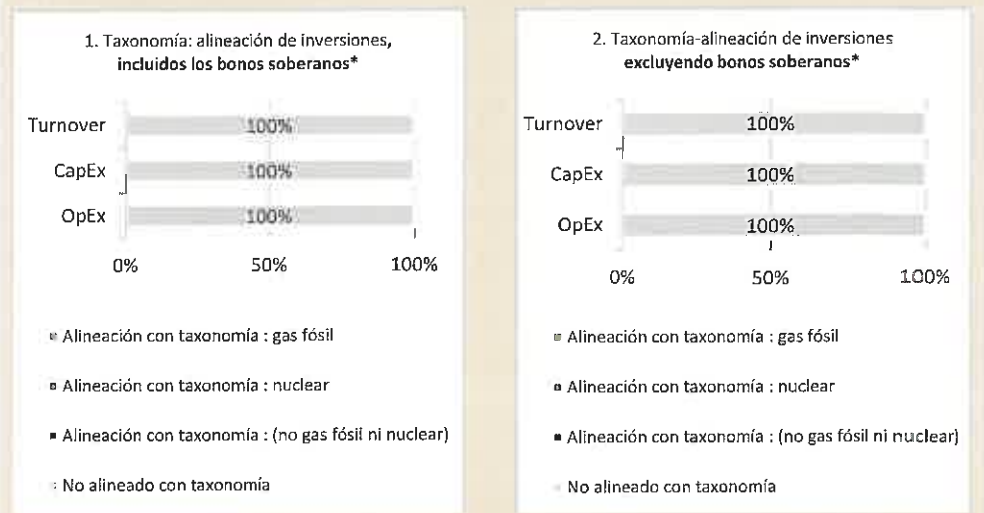 1. Taxonomía: alineación de inversiones,
incluidos los bonos soberanos*
Turnover
100%
CapEx
100%
OpEx
100%
0%
50%
100%
Alineación con taxonomía : gas fósil
Alineación con taxonomía : nuclear
Alineación con taxonomía : (no gas fósil ni nuclear)
No alineado con taxonomía
2. Taxonomía-alineación de inversiones
excluyendo bonos soberanos*
Turnover
100%
CapEx
100%
OpEx
100%
0%
50%
100%
Alineación con taxonomía : gas fósil
Alineación con taxonomía : nuclear
Alineación con taxonomía : (no gas fósil ni nuclear)
No alineado con taxonomía